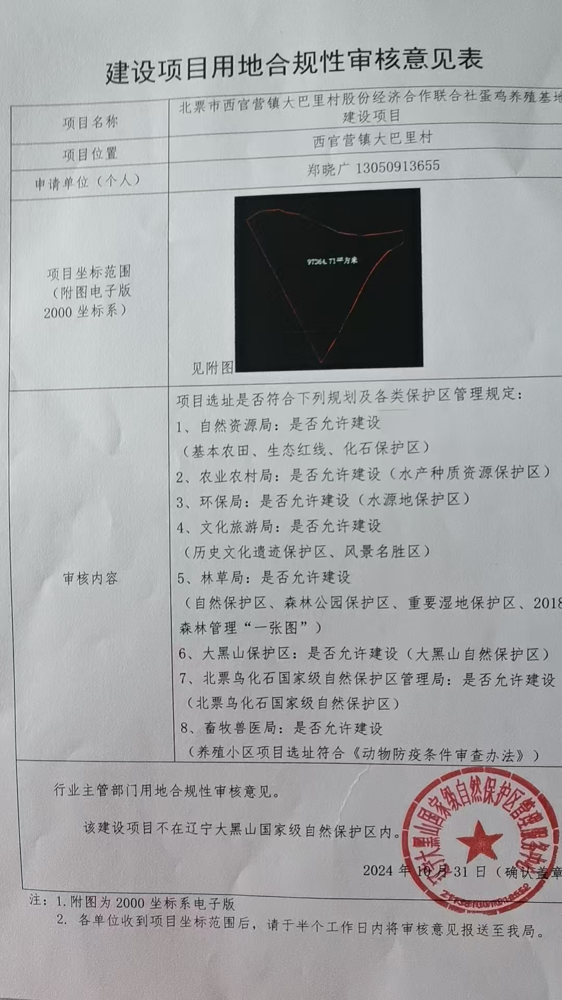 建设项目用地合规性审核意见表
项目名称
北票市西官营镇大巴里村股份经济合作联合社蛋鸡养殖基地
建设项目
项目位置
西官营镇大巴里村
申请单位（个人）
郑晓广 13050913655
项目坐标范围
（附图电子版
2000 坐标系）
97364.71平方米
见附图
审核内容
项目选址是否符合下列规划及各类保护区管理规定：
1、自然资源局：是否允许建设
（基本农田、生态红线、化石保护区）
2、农业农村局：是否允许建设（水产种质资源保护区）
3、环保局：是否允许建设（水源地保护区）
4、文化旅游局：是否允许建设
（历史文化遗迹保护区、风景名胜区）
5、林草局：是否允许建设
（自然保护区、森林公园保护区、重要湿地保护区、2018
森林管理“一张图”）
6、大黑山保护区：是否允许建设（大黑山自然保护区）
7、北票鸟化石国家级自然保护区管理局：是否允许建设
（北票鸟化石国家级自然保护区）
8、畜牧兽医局：是否允许建设
（养殖小区项目选址符合《动物防疫条件审查办法》）
行业主管部门用地合规性审核意见。
该建设项目不在辽宁大黑山国家级自然保护区内。
辽宁大黑山国家级自然保护区管理服务中心
2024 年 10 月 31 日（确认盖章
注：1.附图为 2000 坐标系电子版
2. 各单位收到项目坐标范围后，请于半个工作日内将审核意见报送至我局。